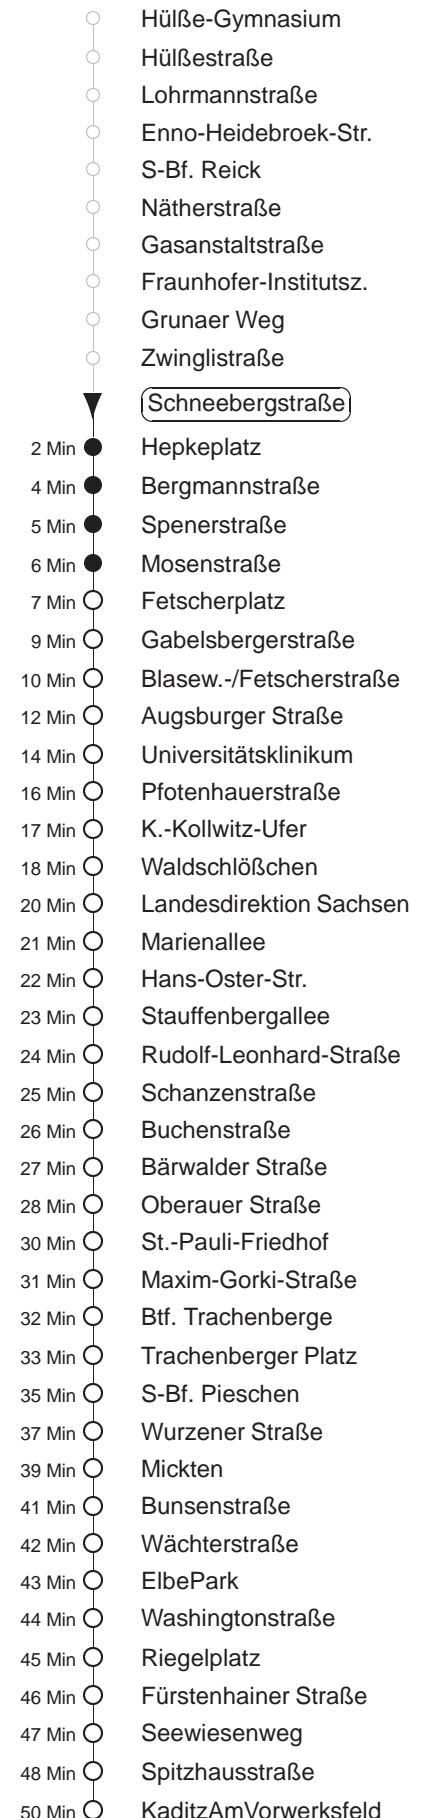 Hülße-Gymnasium
Hülßestraße
Lohrmannstraße
Enno-Heidebroek-Str.
S-Bf. Reick
Nätherstraße
Gasanstaltstraße
Fraunhofer-Institutsz.
Grunaer Weg
Zwinglistraße
Schneebergstraße
2 Min Hepkeplatz
4 Min Bergmannstraße
5 Min Spenerstraße
6 Min Mosenstraße
7 Min Fetscherplatz
9 Min Gabelsbergerstraße
10 Min Blasew.-/Fetscherstraße
12 Min Augsburger Straße
14 Min Universitätsklinikum
16 Min Pfotenhauerstraße
17 Min K.-Kollwitz-Ufer
18 Min Waldschlößchen
20 Min Landesdirektion Sachsen
21 Min Marienallee
22 Min Hans-Oster-Str.
23 Min Stauffenbergallee
24 Min Rudolf-Leonhard-Straße
25 Min Schanzenstraße
26 Min Buchenstraße
27 Min Bärwalder Straße
28 Min Oberauer Straße
30 Min St.-Pauli-Friedhof
31 Min Maxim-Gorki-Straße
32 Min Btf. Trachenberge
33 Min Trachenberger Platz
35 Min S-Bf. Pieschen
37 Min Wurzener Straße
39 Min Mickten
41 Min Bunsenstraße
42 Min Wächterstraße
43 Min ElbePark
44 Min Washingtonstraße
45 Min Riegelplatz
46 Min Fürstenhainer Straße
47 Min Seewiesenweg
48 Min Spitzhausstraße
50 Min KaditzAmVorwerksfeld